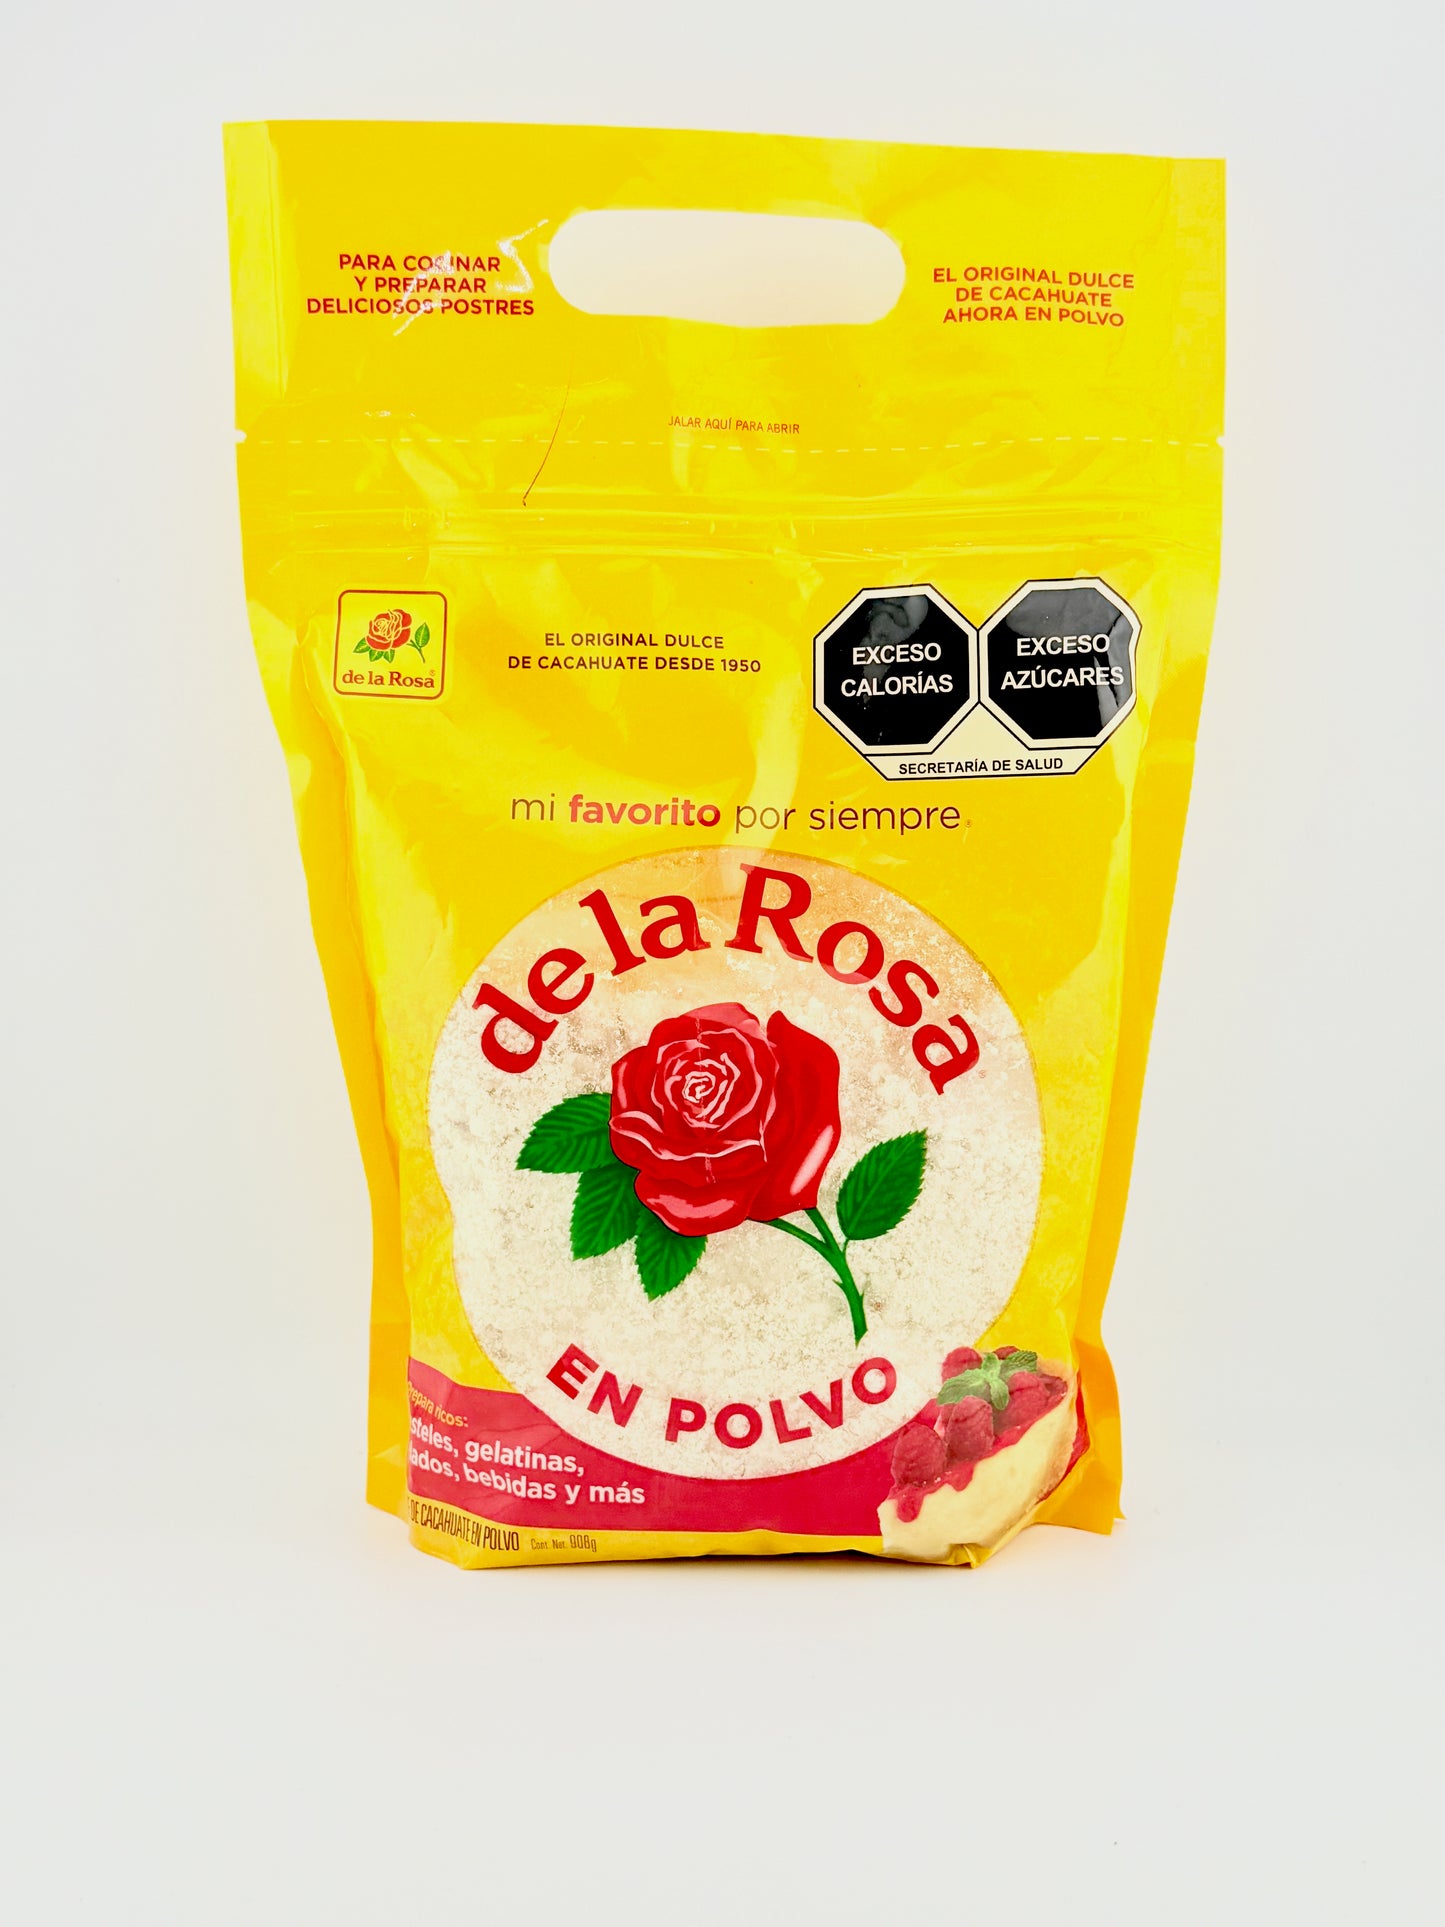 PARA COCINAR
Y PREPARAR
DELICIOSOS POSTRES
EL ORIGINAL DULCE
DE CACAHUATE
AHORA EN POLVO
JALAR AQUÍ PARA ABRIR
de la Rosa®
EL ORIGINAL DULCE
DE CACAHUATE DESDE 1950
EXCESO
CALORÍAS
EXCESO
AZÚCARES
SECRETARÍA DE SALUD
mi favorito por siempre®
de la Rosa
EN POLVO
Prepara ricos:
gelatinas,
bebidas y más
DE CACAHUATE EN POLVO Cont. Net. 908g